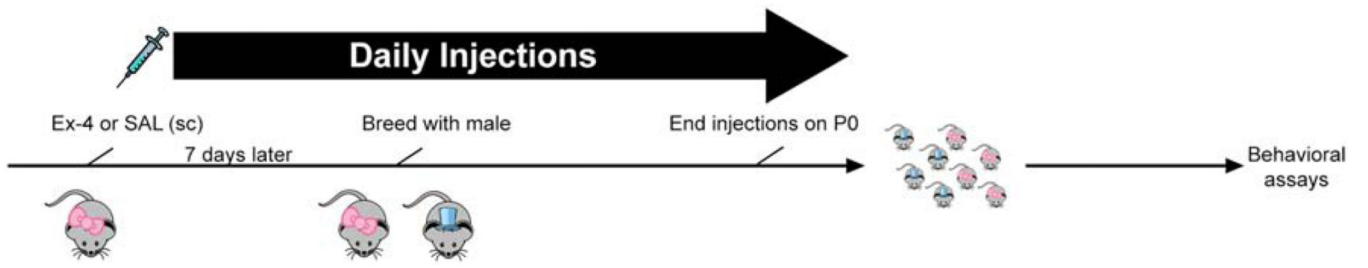 Daily Injections
Ex-4 or SAL (sc)
7 days later
Breed with male
End injections on P0
Behavioral
assays